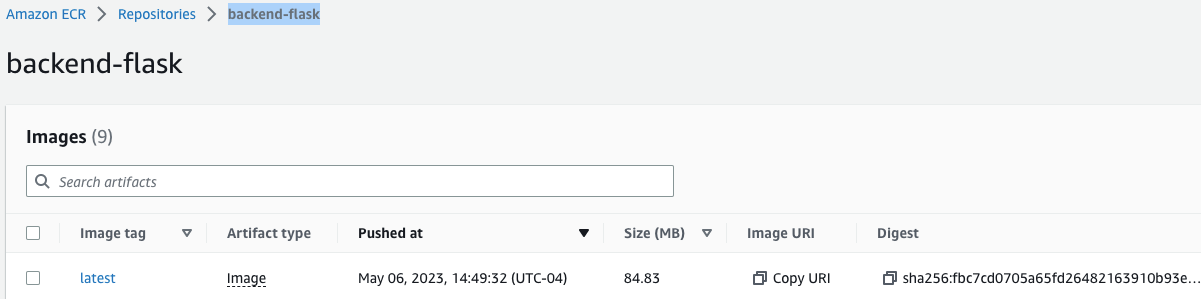 Amazon ECR Repositories backend-flask
backend-flask
Images (9)
Search artifacts
Image tag Artifact type Pushed at Size (MB) Image URI Digest
latest Image May 06, 2023, 14:49:32 (UTC-04) 84.83 Copy URI sha256:fbc7cd0705a65fd26482163910b93e...